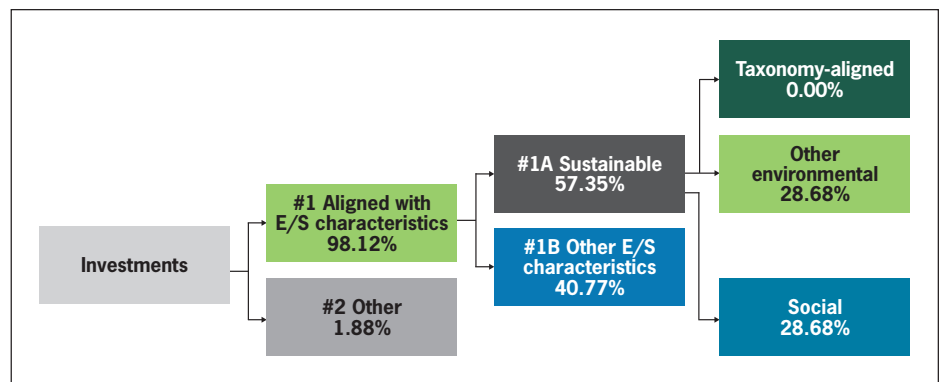 Investments
#1 Aligned with
E/S characteristics
98.12%
#2 Other
1.88%
#1A Sustainable
57.35%
#1B Other E/S
characteristics
40.77%
Taxonomy-aligned
0.00%
Other
environmental
28.68%
Social
28.68%